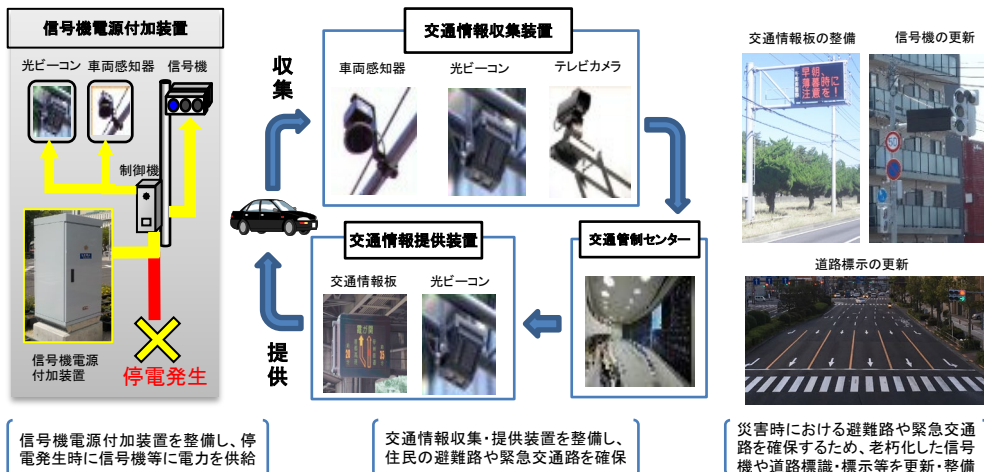 信号機電源付加装置
光ビーコン 車両感知器 信号機
制御機
信号機電源
付加装置
停電発生
信号機電源付加装置を整備し、停
電発生時に信号機等に電力を供給
収集
提供
交通情報収集装置
車両感知器 光ビーコン テレビカメラ
交通情報提供装置
交通情報板 光ビーコン
交通管制センター
交通情報収集・提供装置を整備し、
住民の避難路や緊急交通路を確保
交通情報板の整備 信号機の更新
早朝、
薄暮時に
注意を!
道路標示の更新
災害時における避難路や緊急交通
路を確保するため、老朽化した信号
機や道路標識・標示等を更新・整備